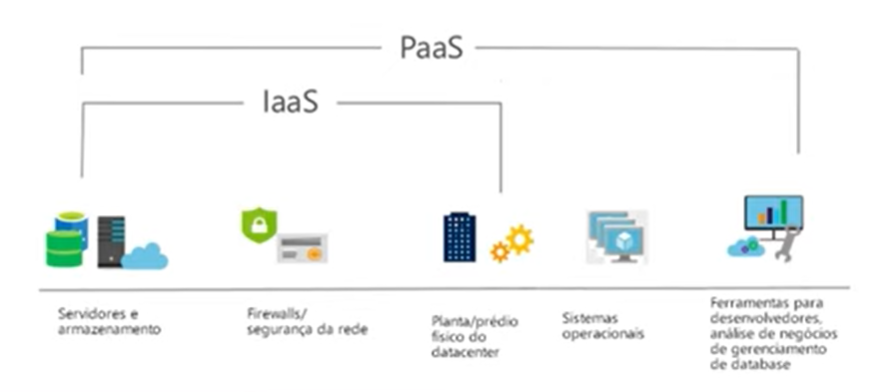 PaaS
IaaS
Servidores e
armazenamento
Firewalls/
segurança da rede
Planta/prédio
físico do
datacenter
Sistemas
operacionais
Ferramentas para
desenvolvedores,
análise de negócios
de gerenciamento
de database